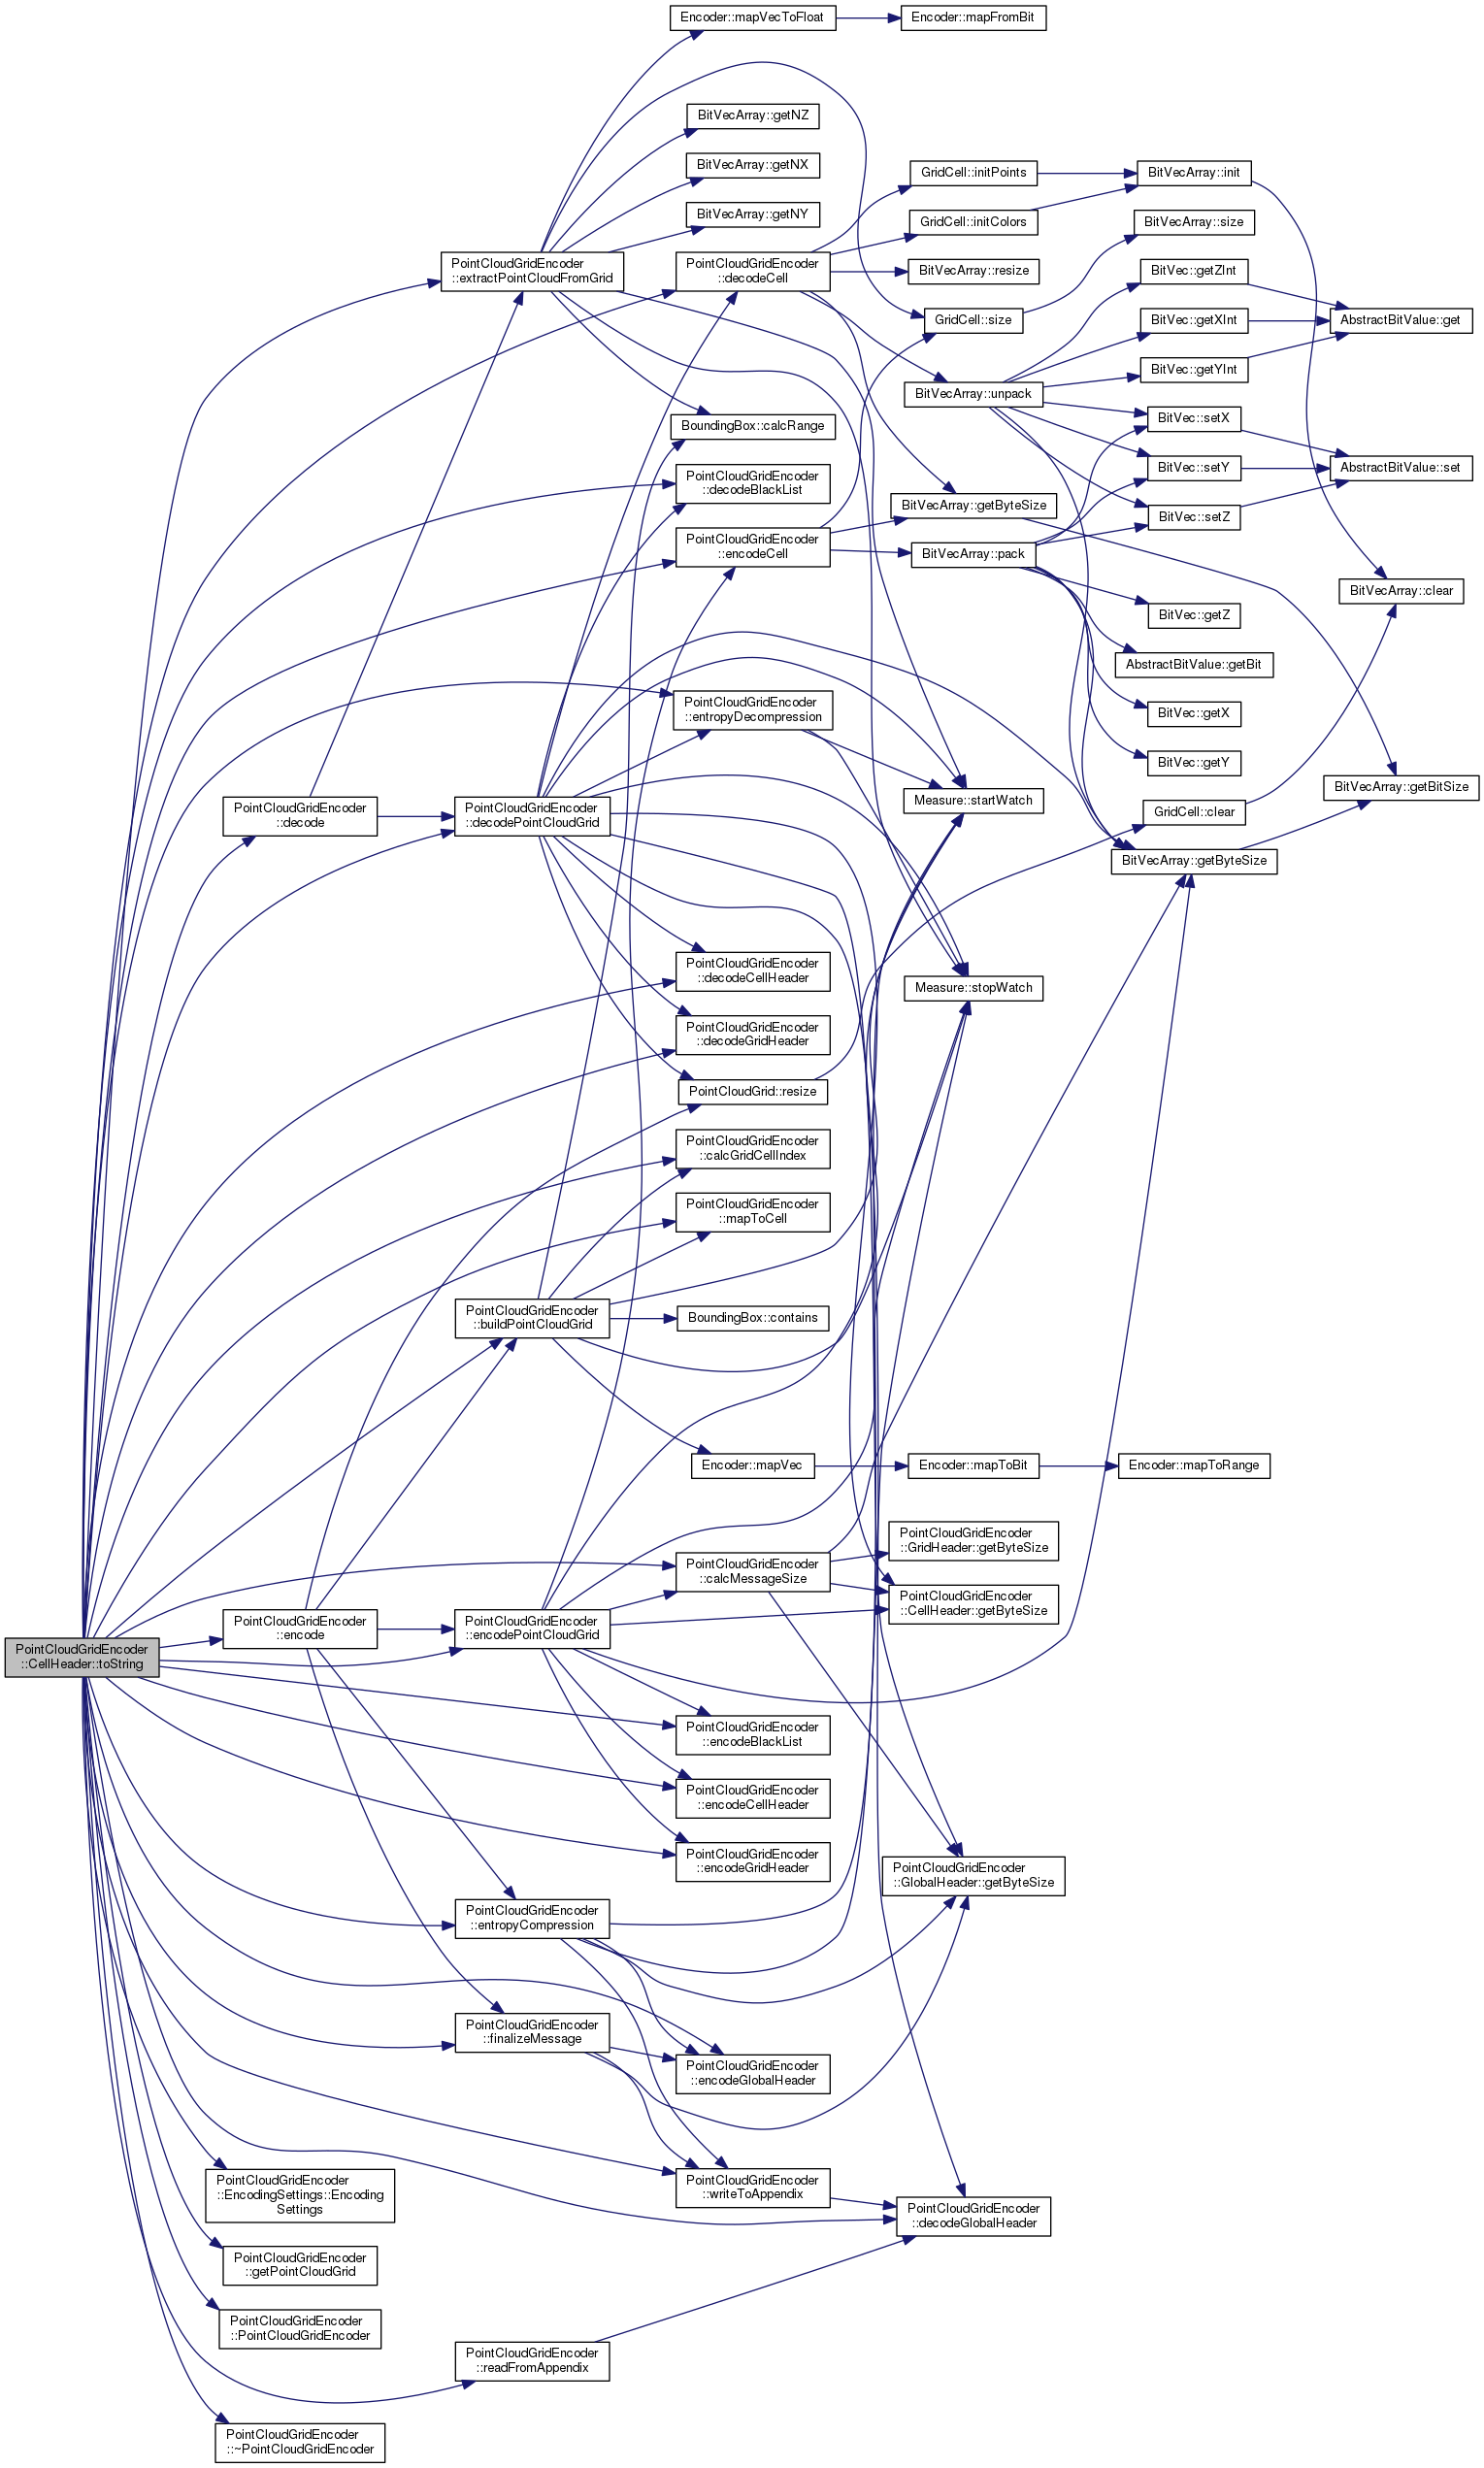 Encoder::mapVecToFloat
Encoder::mapFromBit
BitVecArray::getNZ
BitVecArray::getNX
BitVecArray::getNY
PointCloudGridEncoder
::extractPointCloudFromGrid
PointCloudGridEncoder
::decodeCell
GridCell::initPoints
GridCell::initColors
BitVecArray::resize
GridCell::size
BitVecArray::init
BitVecArray::size
BitVec::getZInt
BitVec::getXInt
BitVec::getYInt
AbstractBitValue::get
BitVecArray::unpack
BitVec::setX
BitVec::setY
BitVec::setZ
AbstractBitValue::set
BoundingBox::calcRange
PointCloudGridEncoder
::decodeBlackList
PointCloudGridEncoder
::encodeCell
BitVecArray::getByteSize
BitVecArray::pack
BitVec::getZ
AbstractBitValue::getBit
BitVec::getX
BitVec::getY
BitVecArray::clear
BitVecArray::getBitSize
PointCloudGridEncoder
::entropyDecompression
PointCloudGridEncoder
::decode
PointCloudGridEncoder
::decodePointCloudGrid
Measure::startWatch
GridCell::clear
BitVecArray::getByteSize
PointCloudGridEncoder
::decodeCellHeader
Measure::stopWatch
PointCloudGridEncoder
::decodeGridHeader
PointCloudGrid::resize
PointCloudGridEncoder
::calcGridCellIndex
PointCloudGridEncoder
::mapToCell
PointCloudGridEncoder
::buildPointCloudGrid
BoundingBox::contains
Encoder::mapVec
Encoder::mapToBit
Encoder::mapToRange
PointCloudGridEncoder
::GridHeader::getByteSize
PointCloudGridEncoder
::calcMessageSize
PointCloudGridEncoder
::CellHeader::getByteSize
PointCloudGridEncoder
::encode
PointCloudGridEncoder
::encodePointCloudGrid
PointCloudGridEncoder
::CellHeader::toString
PointCloudGridEncoder
::encodeBlackList
PointCloudGridEncoder
::encodeCellHeader
PointCloudGridEncoder
::encodeGridHeader
PointCloudGridEncoder
::GlobalHeader::getByteSize
PointCloudGridEncoder
::entropyCompression
PointCloudGridEncoder
::finalizeMessage
PointCloudGridEncoder
::encodeGlobalHeader
PointCloudGridEncoder
::EncodingSettings::Encoding
Settings
PointCloudGridEncoder
::writeToAppendix
PointCloudGridEncoder
::decodeGlobalHeader
PointCloudGridEncoder
::getPointCloudGrid
PointCloudGridEncoder
::PointCloudGridEncoder
PointCloudGridEncoder
::readFromAppendix
PointCloudGridEncoder
::~PointCloudGridEncoder